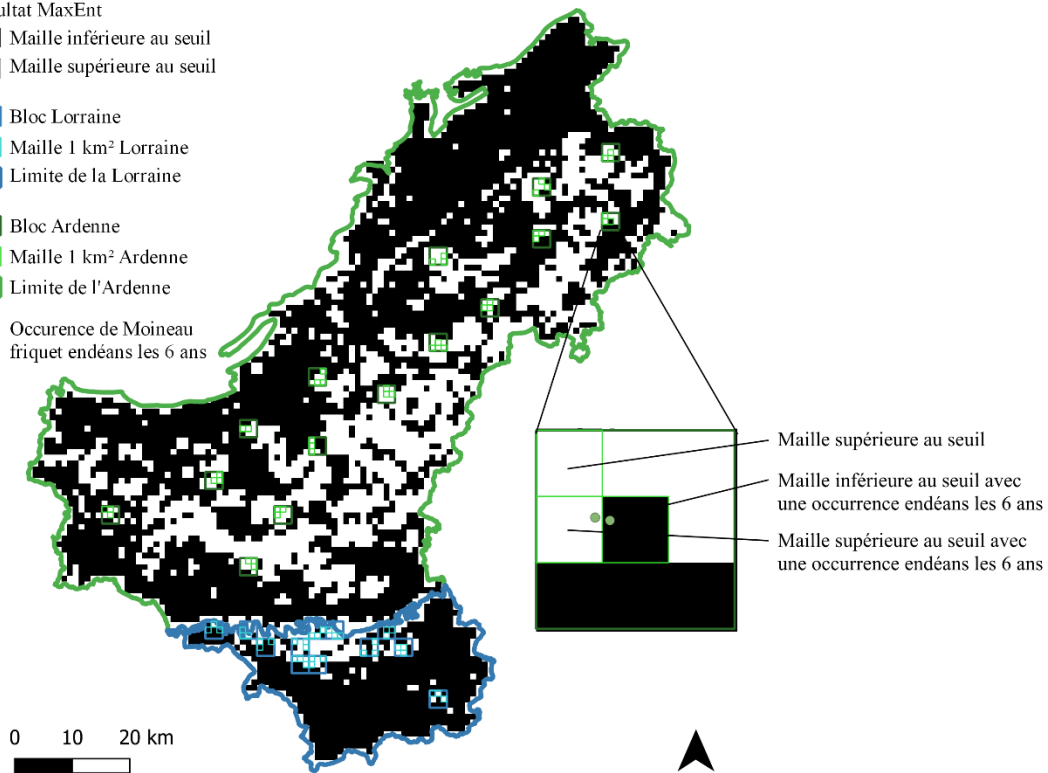 ultat MaxEnt
Maille inférieure au seuil
Maille supérieure au seuil
Bloc Lorraine
Maille 1 km² Lorraine
Limite de la Lorraine
Bloc Ardenne
Maille 1 km² Ardenne
Limite de l'Ardenne
Occurence de Moineau
friquet endéans les 6 ans
Maille supérieure au seuil
Maille inférieure au seuil avec
une occurrence endéans les 6 ans
Maille supérieure au seuil avec
une occurrence endéans les 6 ans
0 10 20 km